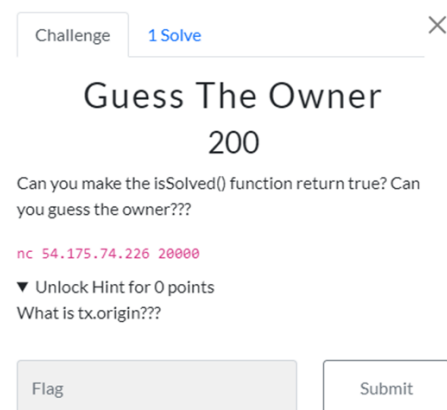 Challenge
1 Solve
Guess The Owner
200
Can you make the isSolved() function return true? Can
you guess the owner???
nc 54.175.74.226 20000
▼ Unlock Hint for 0 points
What is tx.origin???
Flag
Submit